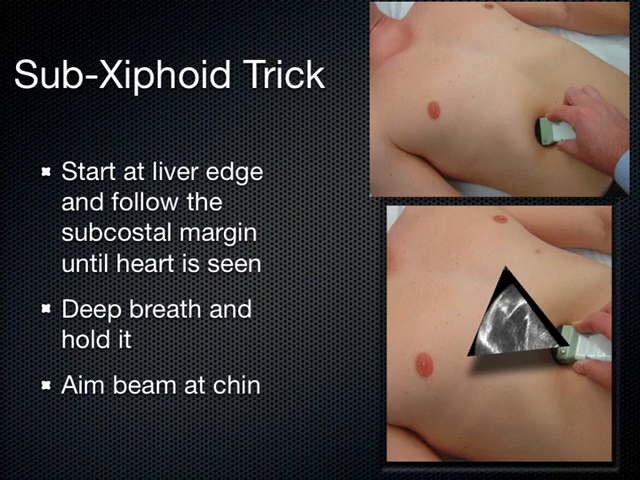 Sub-Xiphoid Trick
Start at liver edge
and follow the
subcostal margin
until heart is seen
Deep breath and
hold it
Aim beam at chin